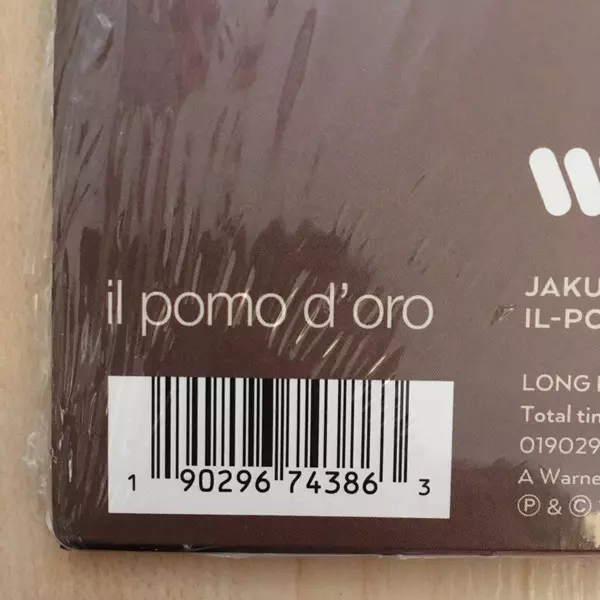 il pomo d'oro
JAKU
IL-PO
LONG
Total tim
019029
A Warne
℗ & ©
1 90296 74386 3